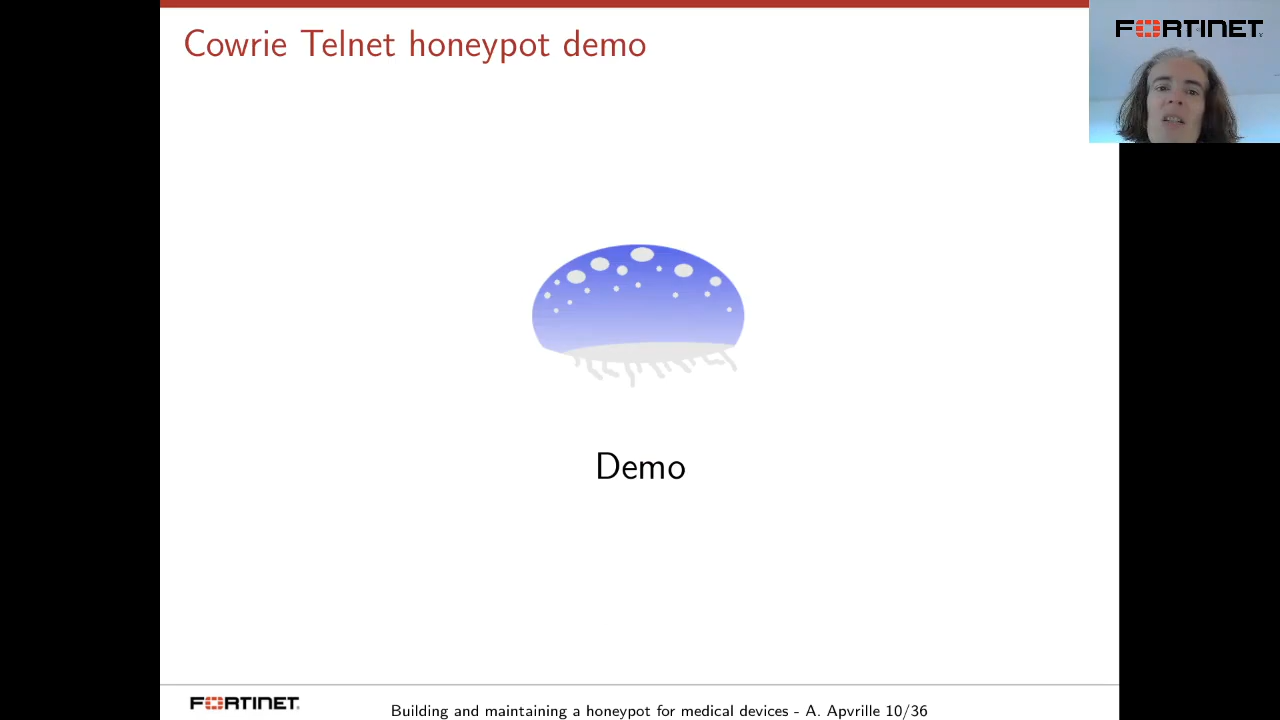 Cowrie Telnet honeypot demo
FORTINET
Demo
FORTINET
Building and maintaining a honeypot for medical devices - A. Apvrille 10/36